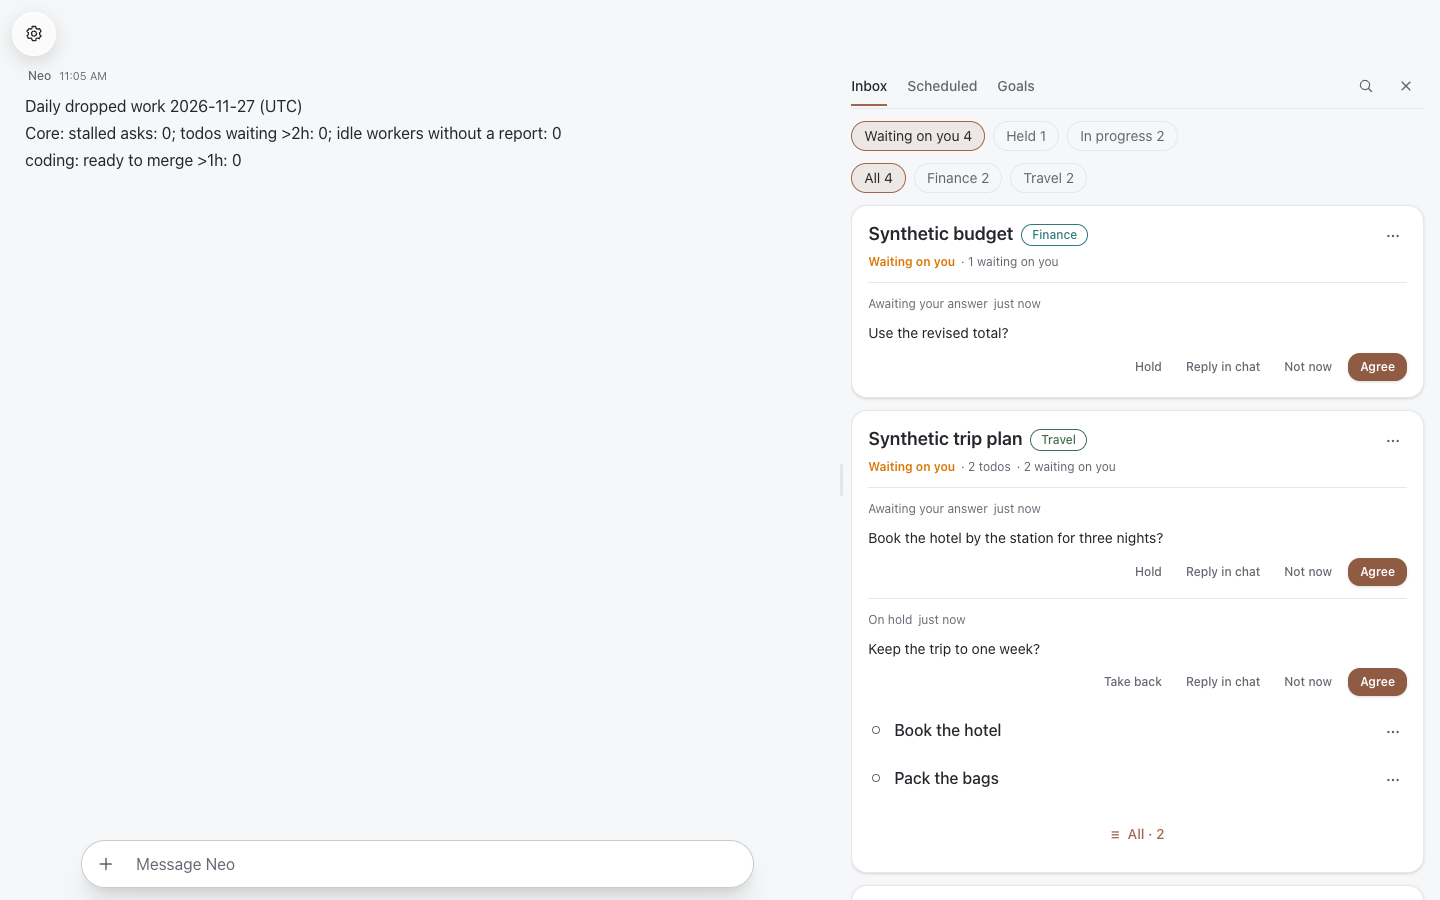 Neo 11:05 AM
Daily dropped work 2026-11-27 (UTC)
Core: stalled asks: 0; todos waiting >2h: 0; idle workers without a report: 0
coding: ready to merge >1h: 0
Message Neo
Inbox Scheduled Goals
Waiting on you 4 Held 1 In progress 2
All 4 Finance 2 Travel 2
Synthetic budget Finance
Waiting on you · 1 waiting on you
Awaiting your answer just now
Use the revised total?
Hold Reply in chat Not now Agree
Synthetic trip plan Travel
Waiting on you · 2 todos · 2 waiting on you
Awaiting your answer just now
Book the hotel by the station for three nights?
Hold Reply in chat Not now Agree
On hold just now
Keep the trip to one week?
Take back Reply in chat Not now Agree
Book the hotel
Pack the bags
All · 2